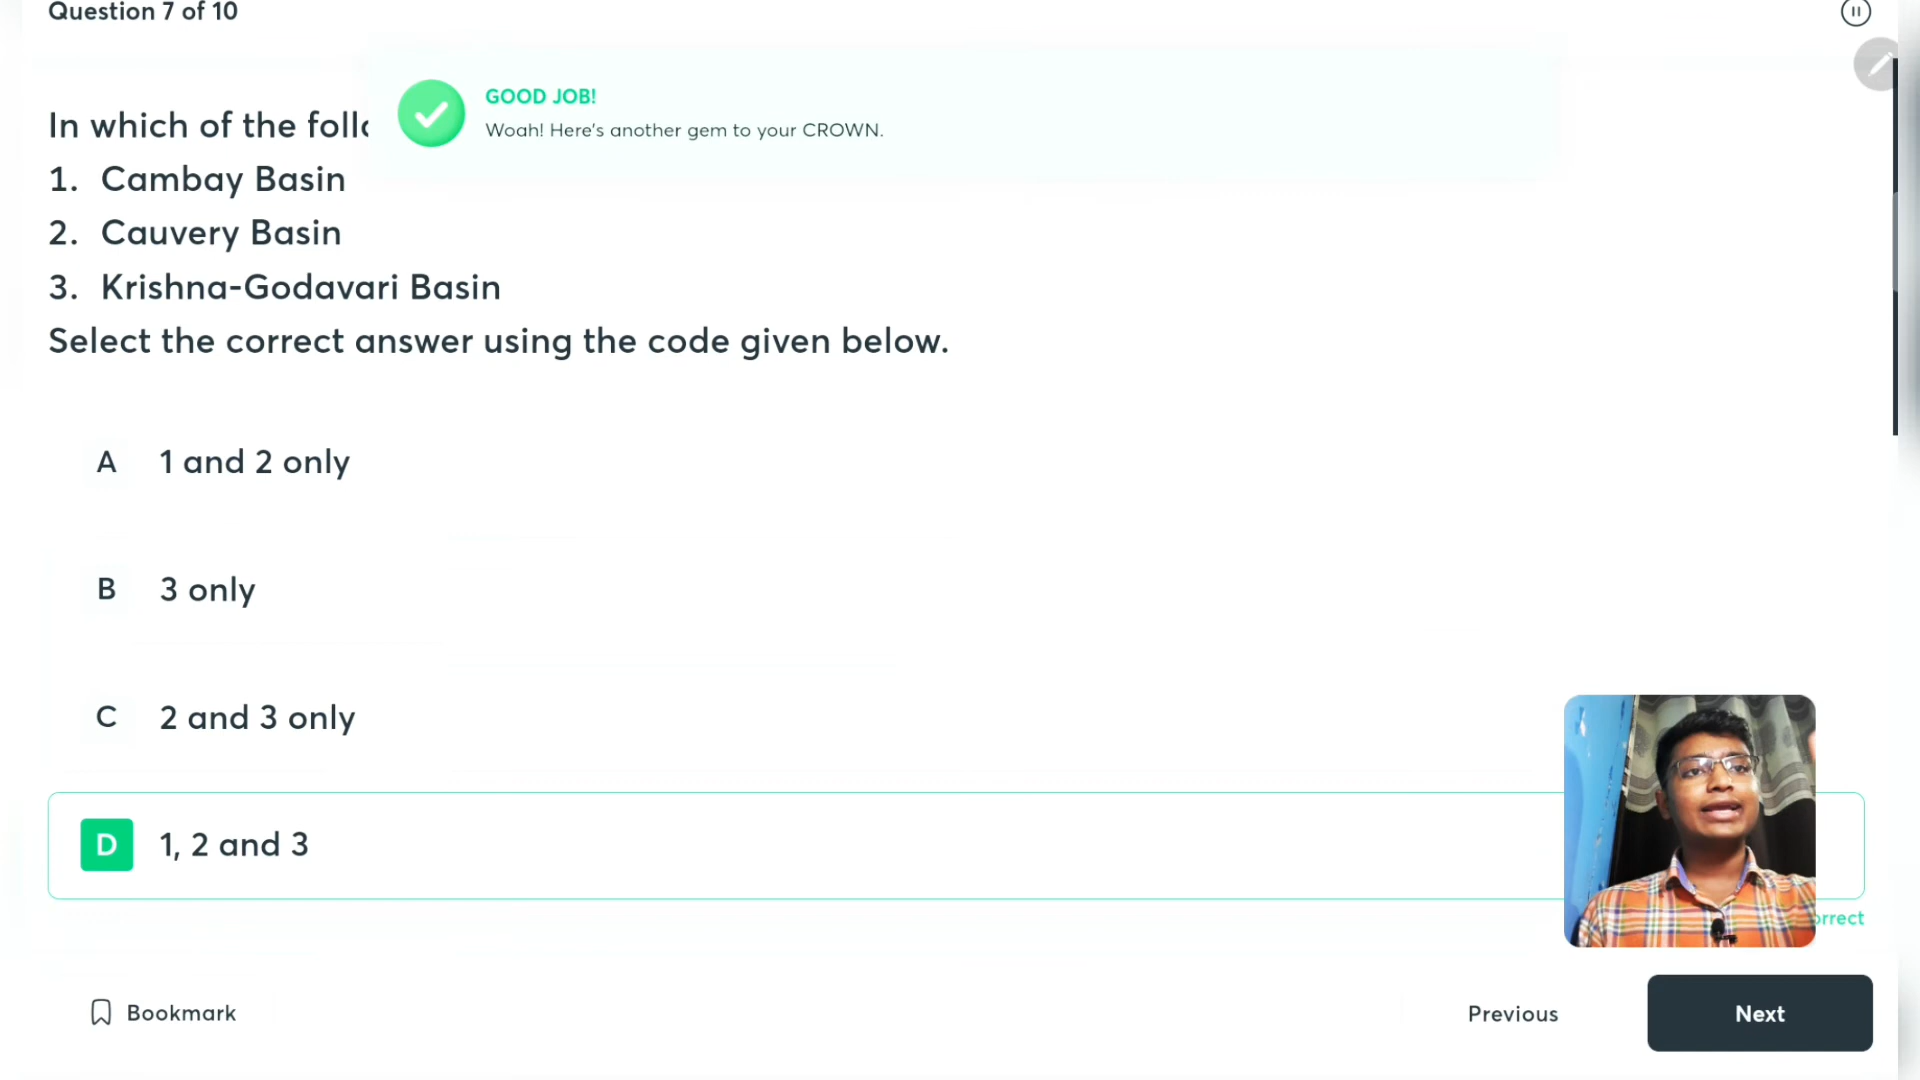 Question 7 of 10
GOOD JOB!
Woah! Here's another gem to your CROWN.
In which of the
1. Cambay Basin
2. Cauvery Basin
3. Krishna-Godavari Basin
Select the correct answer using the code given below.
A 1 and 2 only
B 3 only
C 2 and 3 only
D 1, 2 and 3
Bookmark
Previous
Next